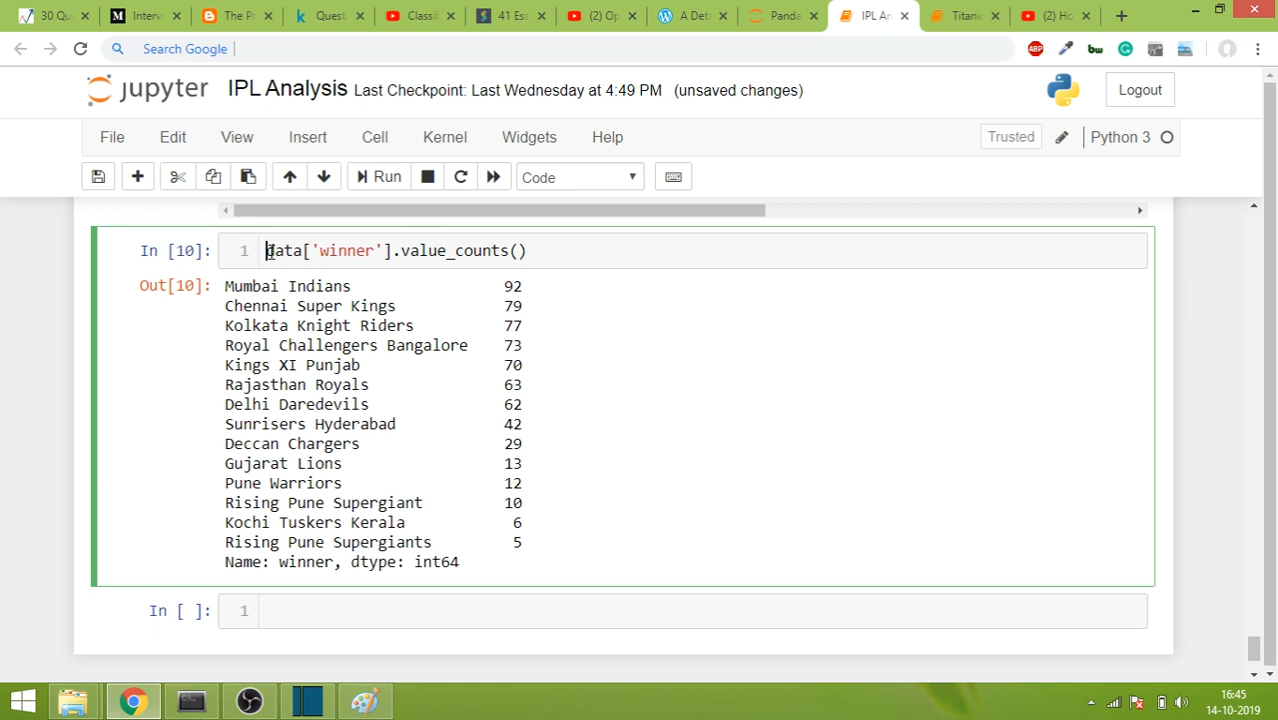 30 Qu
Interv
The P
Quest
Classif
41 Ess
(2) Op
A Deta
Panda
IPL An
Titanic
(2) Ho
Search Google
ABP
bw
jupyter IPL Analysis Last Checkpoint: Last Wednesday at 4:49 PM (unsaved changes)
Logout
File Edit View Insert Cell Kernel Widgets Help
Trusted
Python 3
Run
Code
In [10]: 1 data['winner'].value_counts()
Out[10]: Mumbai Indians 92
Chennai Super Kings 79
Kolkata Knight Riders 77
Royal Challengers Bangalore 73
Kings XI Punjab 70
Rajasthan Royals 63
Delhi Daredevils 62
Sunrisers Hyderabad 42
Deccan Chargers 29
Gujarat Lions 13
Pune Warriors 12
Rising Pune Supergiant 10
Kochi Tuskers Kerala 6
Rising Pune Supergiants 5
Name: winner, dtype: int64
In [ ]: 1
16:45
14-10-2019